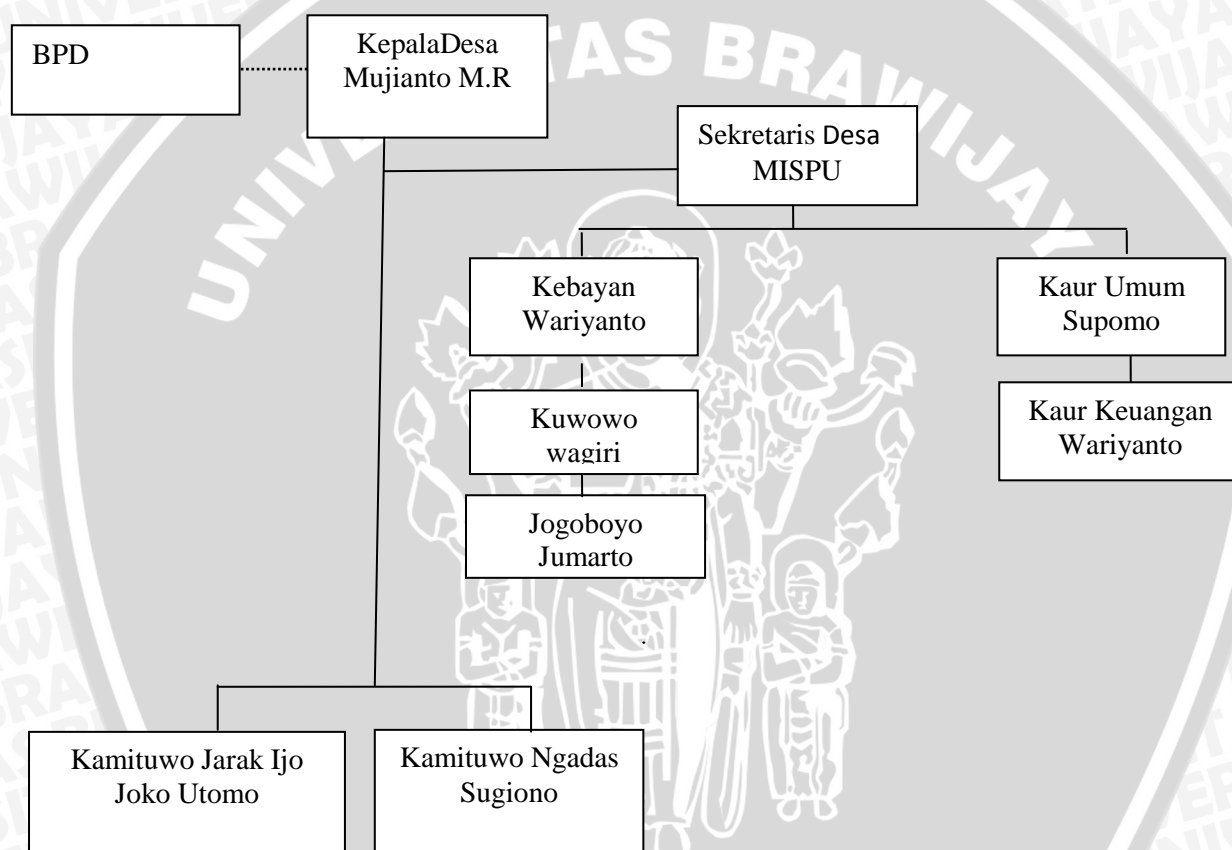 BPD
KepalaDesa
Mujianto M.R
Sekretaris Desa
MISPU
Kebayan
Wariyanto
Kaur Umum
Supomo
Kuwowo
wagiri
Kaur Keuangan
Wariyanto
Jogoboyo
Jumarto
Kamituwo Jarak Ijo
Joko Utomo
Kamituwo Ngadas
Sugiono